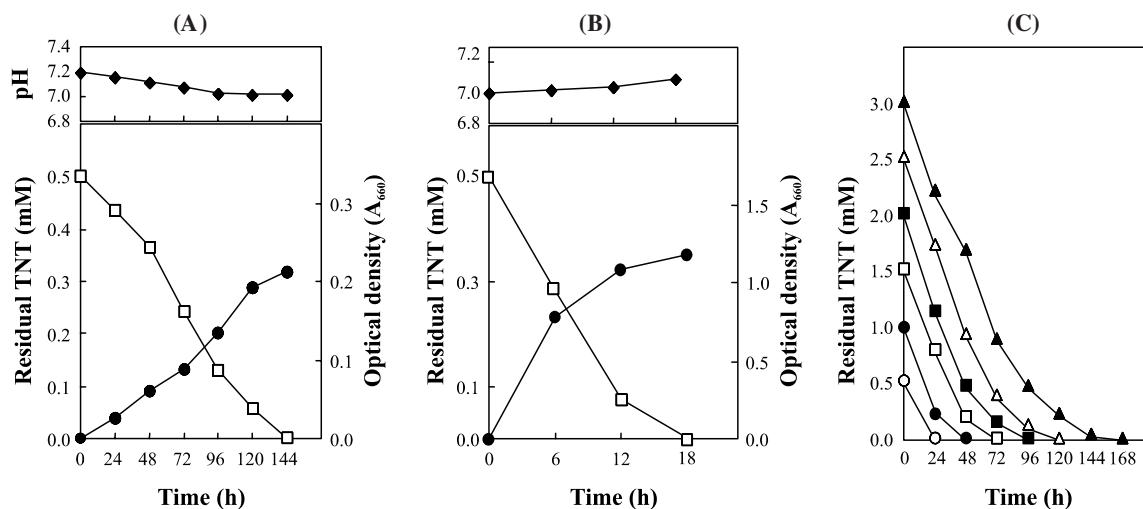 (A)
7.4
7.2
7.0
6.8
pH
0.5
0.4
0.3
0.1
0.0
Residual TNT (mM)
0.3
0.2
0.1
0.0
Optical density (A660)
0 24 48 72 96 120 144
Time (h)
(B)
7.2
7.0
6.8
0.5
0.3
0.1
0.0
Residual TNT (mM)
1.5
1.0
0.5
0.0
Optical density (A660)
0 6 12 18
Time (h)
(C)
3.0
2.5
2.0
1.5
1.0
0.5
0.0
Residual TNT (mM)
0 24 48 72 96 120 144 168
Time (h)